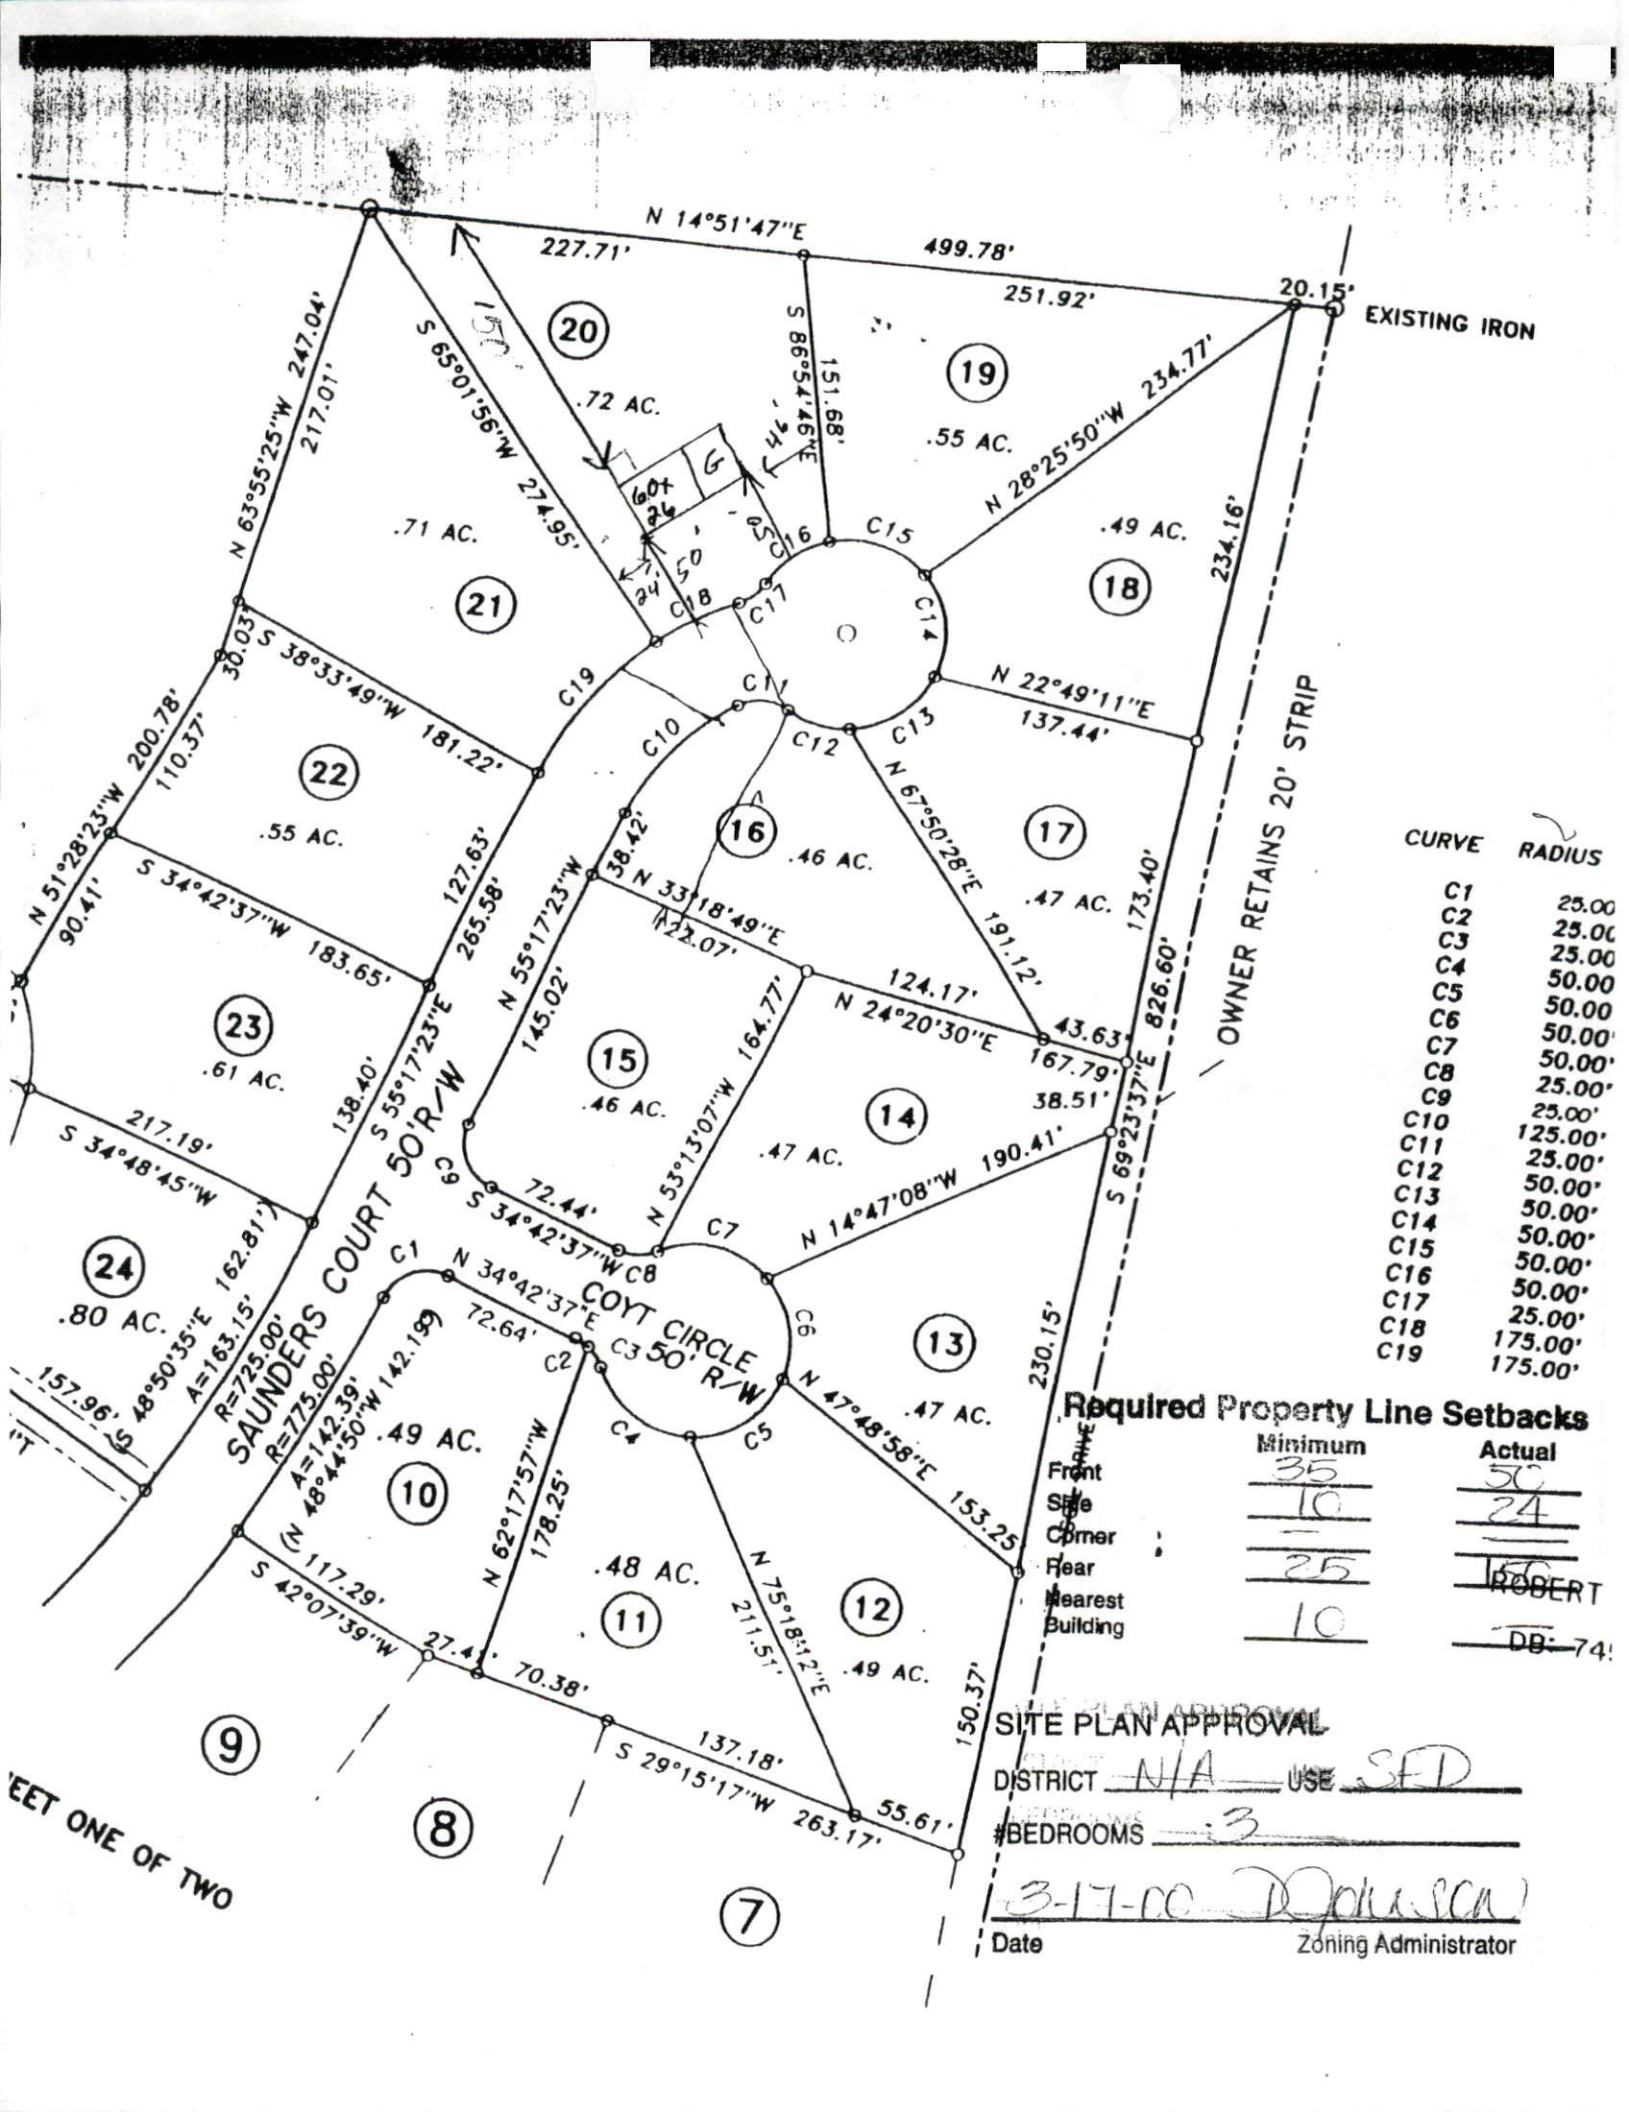 N 14°51'47"E
227.71'
499.78'
251.92'
20.15'
EXISTING IRON
N 63°55'25"W 247.04'
217.01'
S 65°01'56"W 274.95'
150'
20
.72 AC.
S 86°54'46"E
151.68'
46'
19
.55 AC.
N 28°25'50"W 234.77'
.49 AC.
18
234.16'
G
60x
26
50'
50'
24'
.71 AC.
21
C16
C15
C14
C17
C18
C19
C11
C10
C12
C13
N 22°49'11"E
137.44'
30.03'
S 38°33'49"W 181.22'
N 51°28'23"W 200.78'
110.37'
90.41'
22
.55 AC.
127.63'
265.58'
S 34°42'37"W 183.65'
38.42'
16
.46 AC.
N 33°18'49"E
122.07'
N 67°50'28"E 191.12'
17
.47 AC.
173.40'
826.60'
OWNER RETAINS 20' STRIP
CURVE RADIUS
C1 25.00
C2 25.00
C3 25.00
C4 50.00
C5 50.00
C6 50.00'
C7 50.00'
C8 25.00'
C9 25.00'
C10 125.00'
C11 25.00'
C12 50.00'
C13 50.00'
C14 50.00'
C15 50.00'
C16 50.00'
C17 25.00'
C18 175.00'
C19 175.00'
N 55°17'23"W
145.02'
23
.61 AC.
138.40'
S 55°17'23"E
217.19'
S 34°48'45"W
15
.46 AC.
164.77'
N 53°13'07"W
124.17'
N 24°20'30"E
43.63'
167.79'
38.51'
14
.47 AC.
N 14°47'08"W 190.41'
S 69°23'37"E
C9
72.44'
S 34°42'37"W
C8
C7
C6
24
.80 AC.
157.96'
(S 48°50'35"E 162.81')
A=163.15'
R=725.00'
SAUNDERS COURT 50'R/W
R=775.00'
A=142.39'
(N 48°44'50"W 142.19')
C1
N 34°42'37"E
72.64'
C2
C3
COYT CIRCLE
50' R/W
C4
C5
13
.47 AC.
230.15'
N 47°48'58"E 153.25'
.49 AC.
10
N 62°17'57"W
178.25'
117.29'
S 42°07'39"W
27.41'
70.38'
.48 AC.
11
N 75°18'12"E
211.51'
12
.49 AC.
150.37'
137.18'
S 29°15'17"W 263.17'
55.61'
9
8
7
EET ONE OF TWO
Required Property Line Setbacks
Minimum Actual
Front 35 50
Side 10 24
Corner — —
Rear 25 150
ROBERT
Nearest
Building 10 —
DB: 74
SITE PLAN APPROVAL
DISTRICT N/A USE SFD
#BEDROOMS 3
3-17-00 D Johnson
Date Zoning Administrator